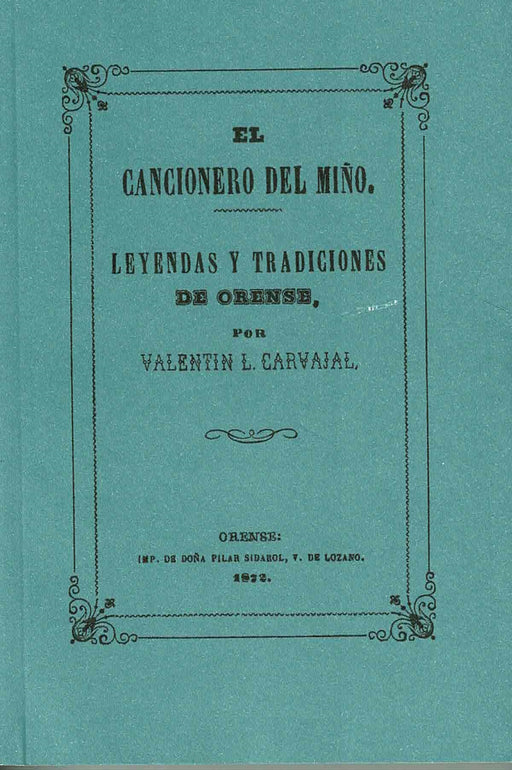 EL
CANCIONERO DEL MIÑO.
LEYENDAS Y TRADICIONES
DE ORENSE,
POR
VALENTIN L. CARVAJAL,
ORENSE:
IMP. DE DOÑA PILAR SIDAROL, V. DE LOZANO.
1872.